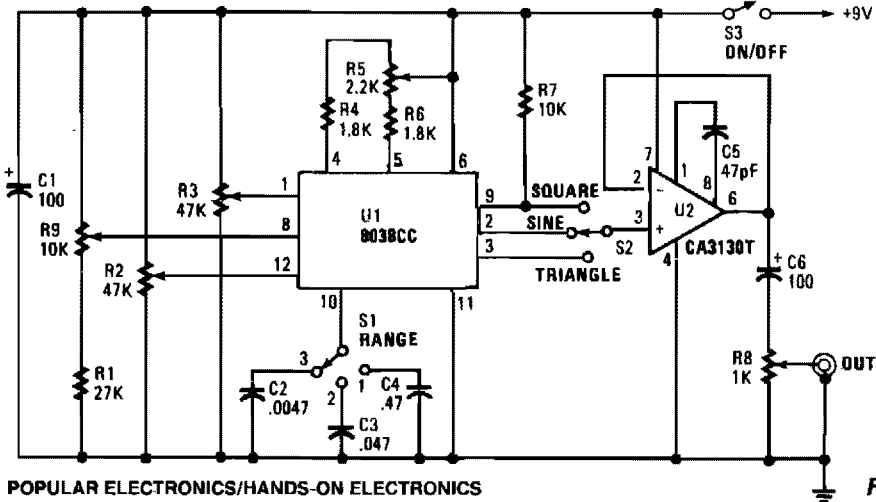 +9V
S3
ON/OFF
R5
2.2K
R7
10K
R4
1.8K
R6
1.8K
C5
47pF
4
5
6
7
1
8
+
C1
100
R3
47K
1
9
SQUARE
2
-
U2
6
R9
10K
8
U1
8038CC
2
SINE
S2
3
+
CA3130T
R2
47K
12
3
TRIANGLE
4
+
C6
100
10
11
S1
RANGE
R1
27K
3
2
1
C2
.0047
C3
.047
C4
.47
R8
1K
OUT
POPULAR ELECTRONICS/HANDS-ON ELECTRONICS